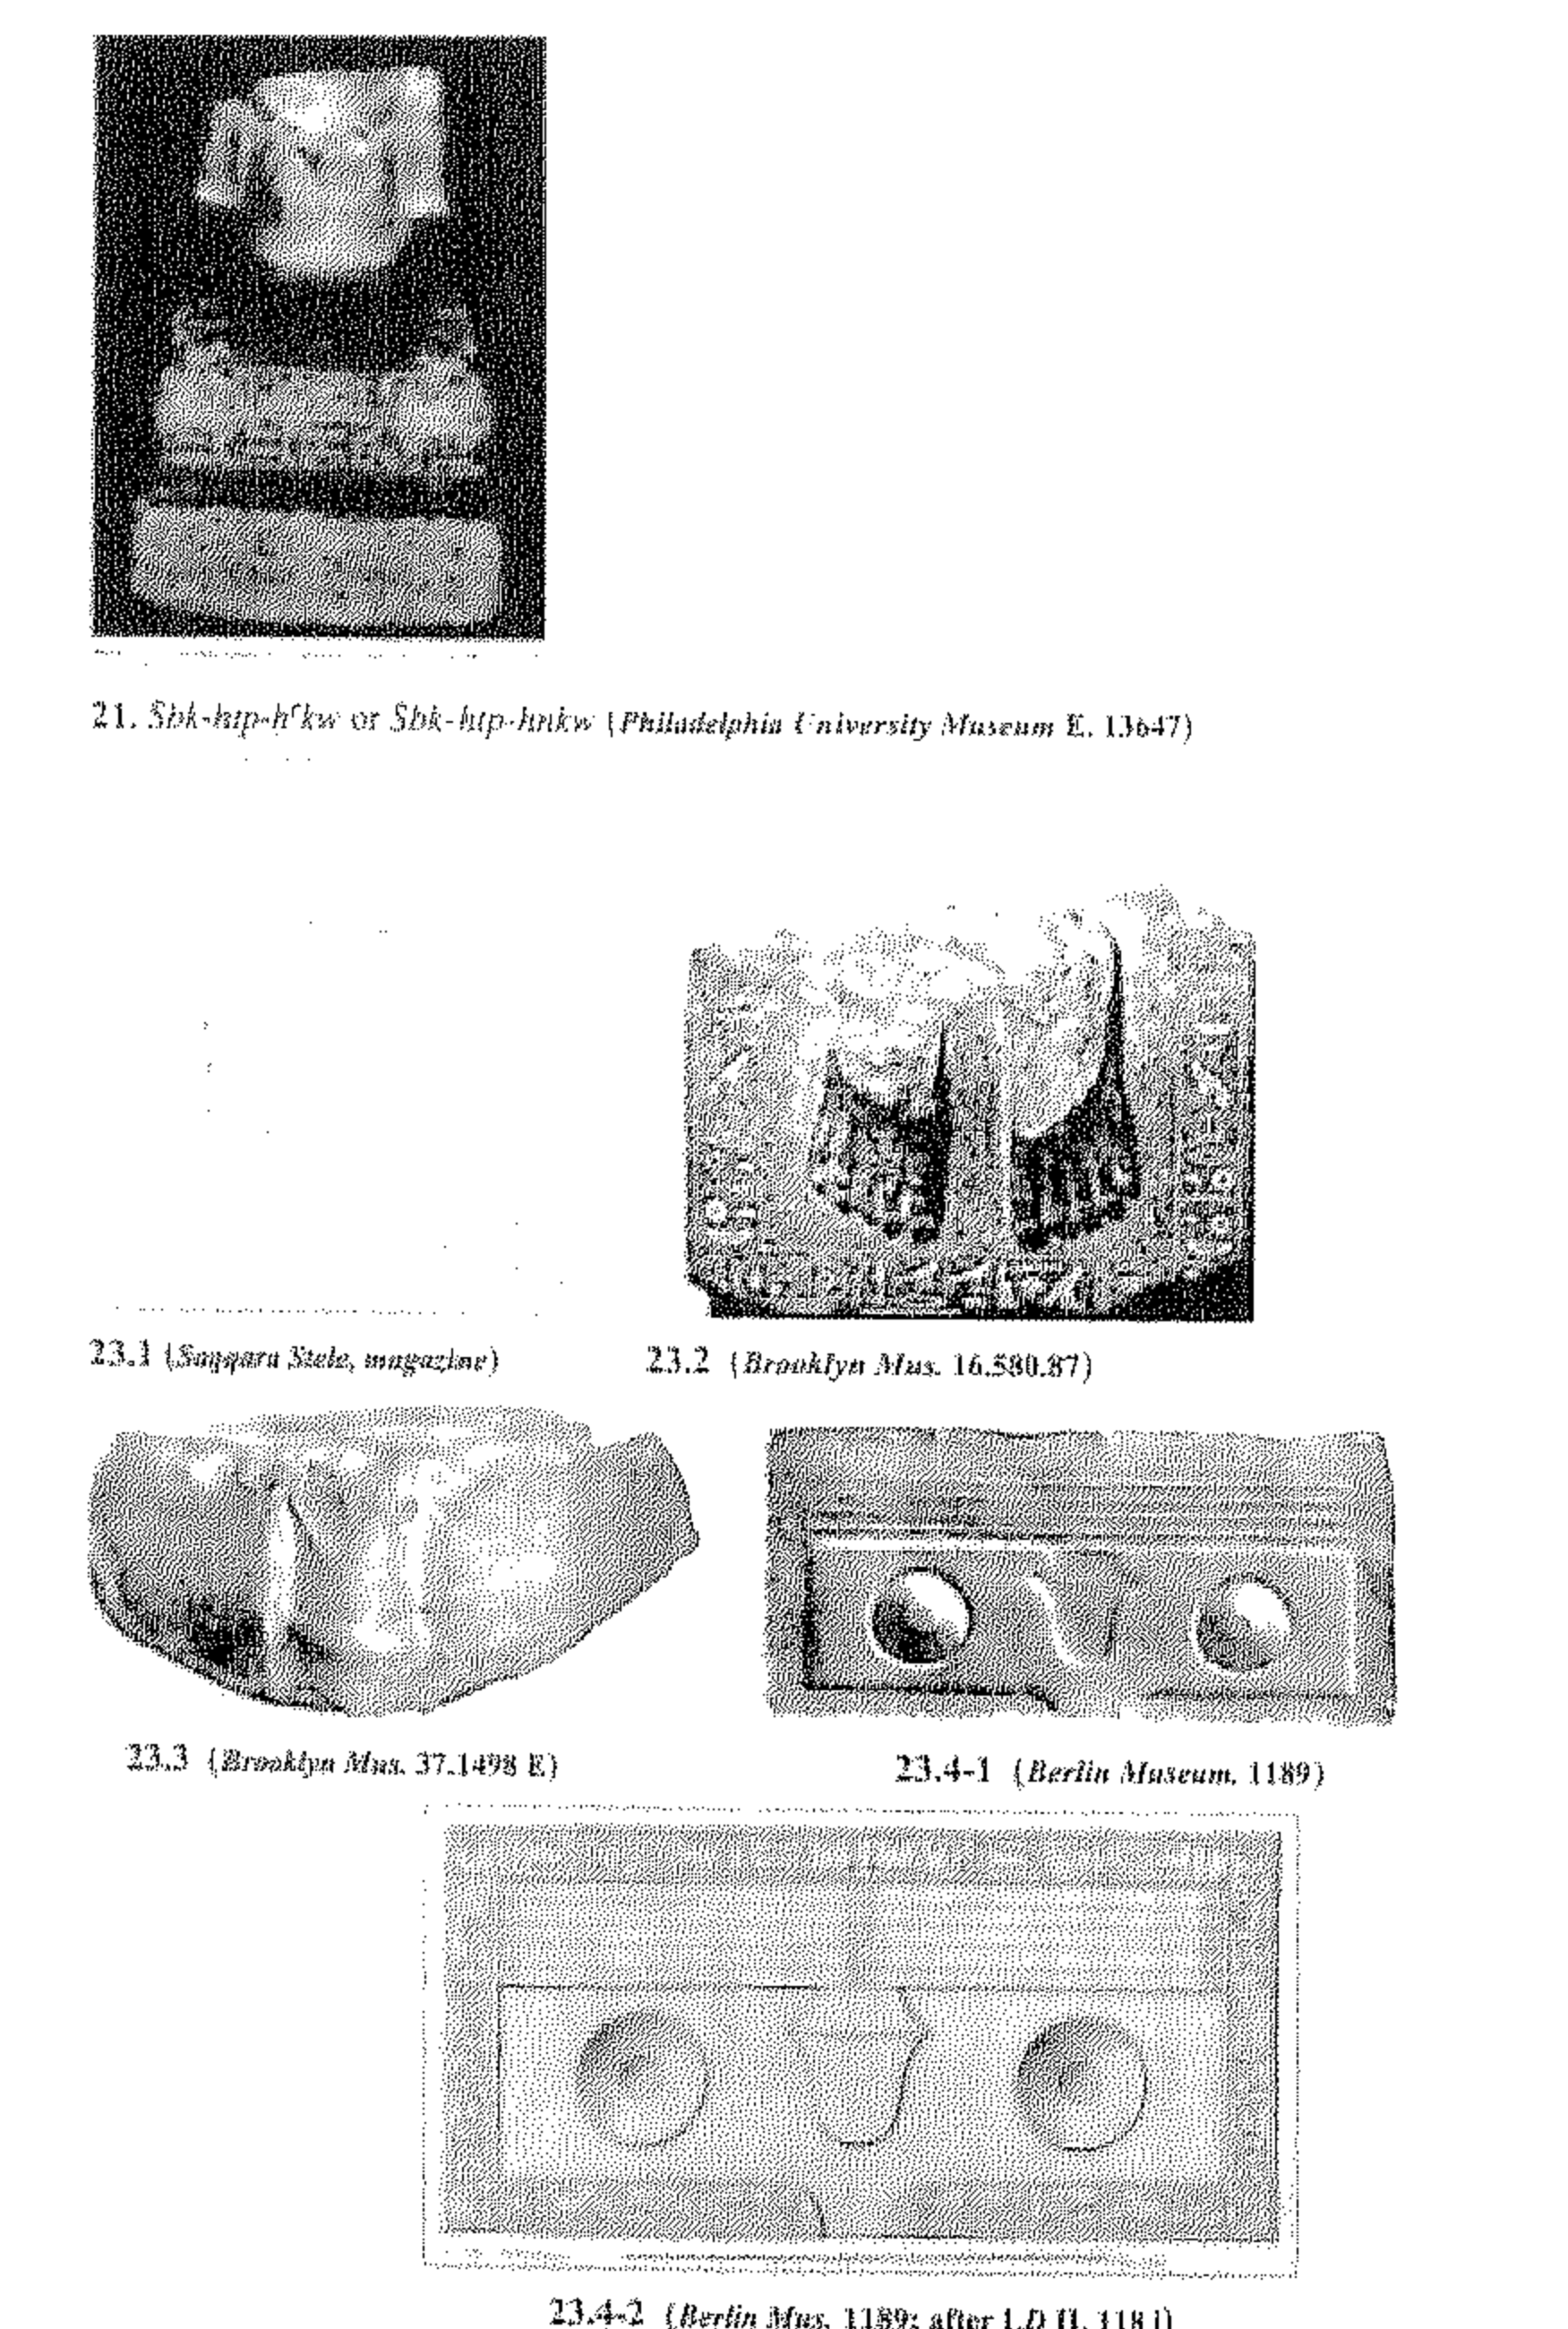 21. Sbk-ḥtp-ḥꜥkw or Sbk-ḥtp-ḥnkw (Philadelphia University Museum E. 13647)
23.1 (Saqqara Stele, magazine)
23.2 (Brooklyn Mus. 16.580.87)
23.3 (Brooklyn Mus. 37.1498 E)
23.4-1 (Berlin Museum. 1189)
23.4-2 (Berlin Mus. 1189; after LD II, 118 i)